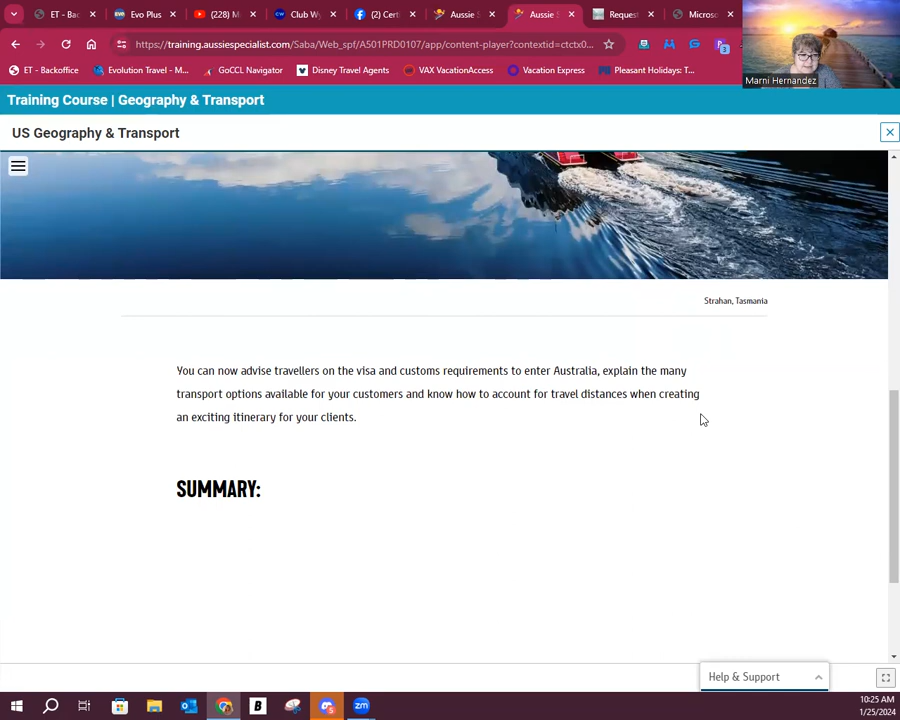 ET - Bac
Evo Plus
(228) M
Club W
(2) Cert
Aussie
Aussie
Request
Microso
https://training.aussiespecialist.com/Saba/Web_spf/A501PRD0107/app/content-player?contextid=ctctx0...
ET - Backoffice
Evolution Travel - M...
GoCCL Navigator
Disney Travel Agents
VAX VacationAccess
Vacation Express
Pleasant Holidays: T...
Marni Hernandez
Training Course | Geography & Transport
US Geography & Transport
Strahan, Tasmania
You can now advise travellers on the visa and customs requirements to enter Australia, explain the many
transport options available for your customers and know how to account for travel distances when creating
an exciting itinerary for your clients.
SUMMARY:
Help & Support
10:25 AM
1/25/2024